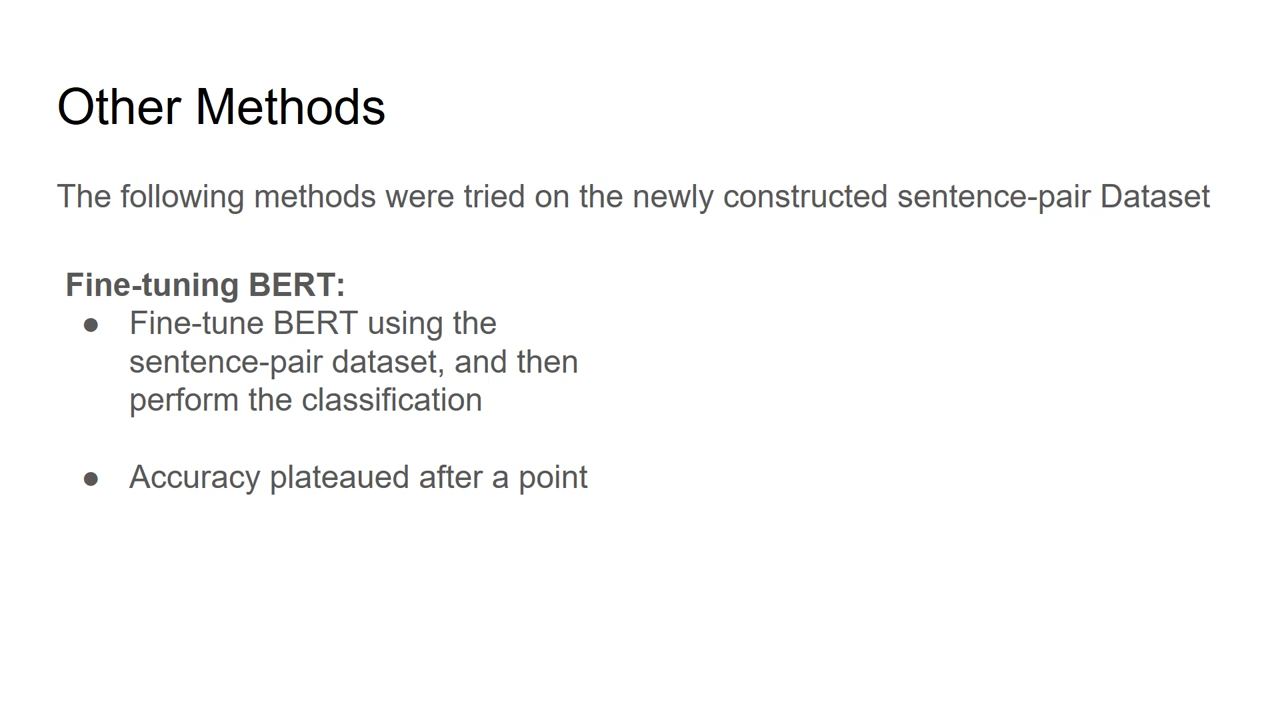 Other Methods
The following methods were tried on the newly constructed sentence-pair Dataset
Fine-tuning BERT:
● Fine-tune BERT using the
sentence-pair dataset, and then
perform the classification
● Accuracy plateaued after a point